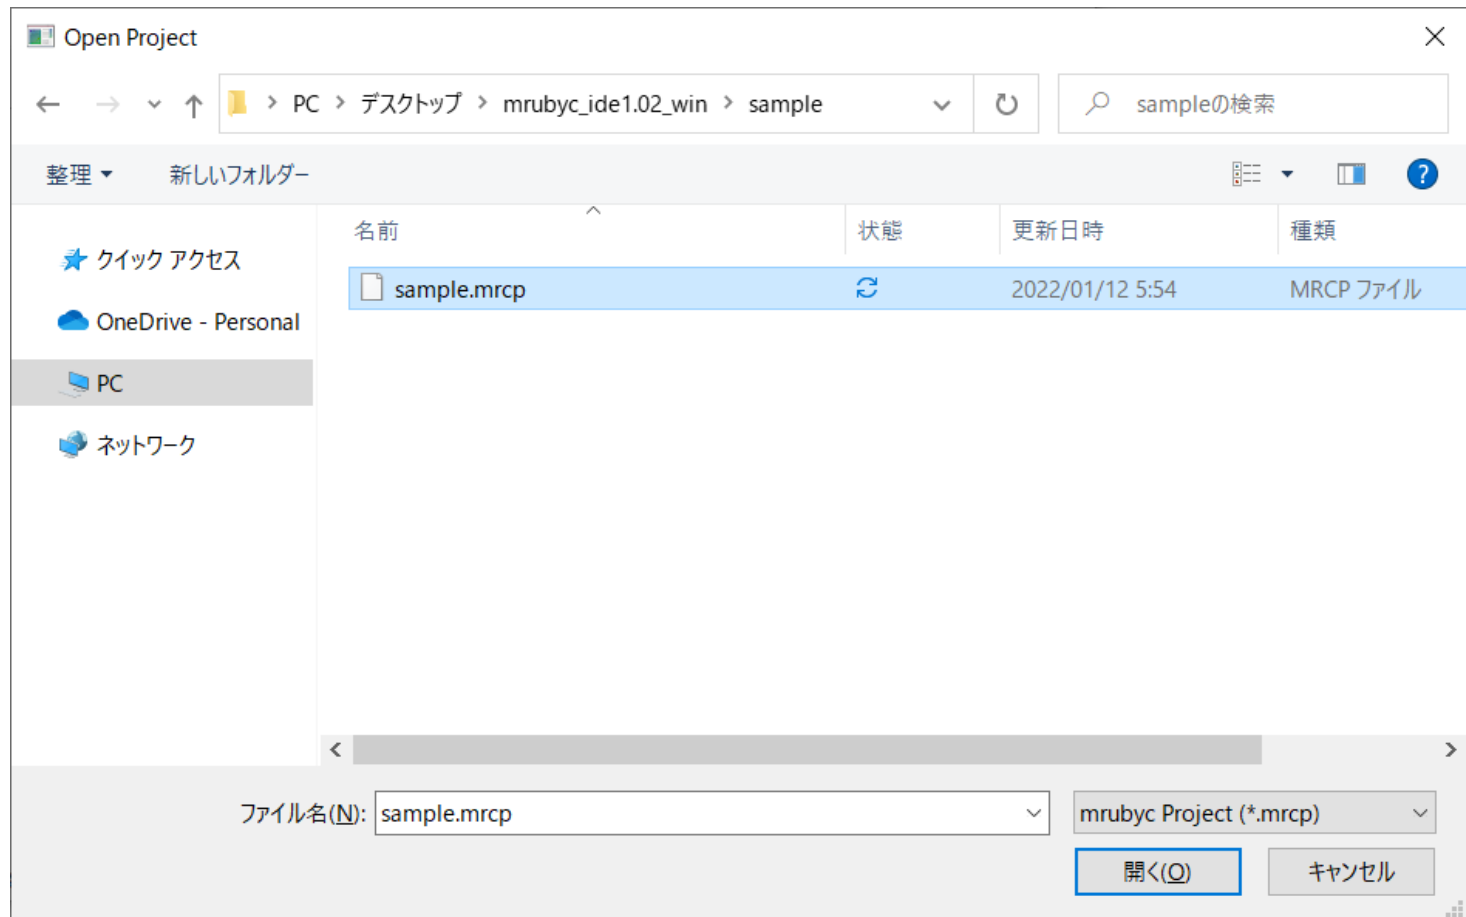 Open Project
PC > デスクトップ > mrubyc_ide1.02_win > sample
sampleの検索
整理 新しいフォルダー
?
名前 状態 更新日時 種類
クイック アクセス
sample.mrcp 2022/01/12 5:54 MRCP ファイル
OneDrive - Personal
PC
ネットワーク
ファイル名(N): sample.mrcp mrubyc Project (*.mrcp)
開く(O) キャンセル